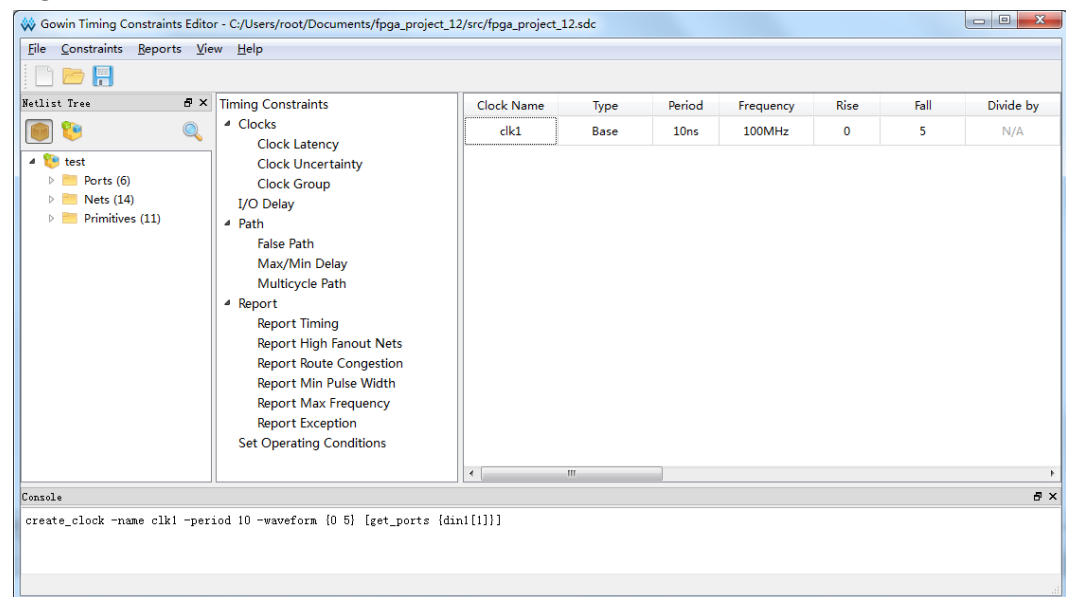 Gowin Timing Constraints Editor - C:/Users/root/Documents/fpga_project_12/src/fpga_project_12.sdc
File Constraints Reports View Help
Netlist Tree
test
Ports (6)
Nets (14)
Primitives (11)
Timing Constraints
Clocks
Clock Latency
Clock Uncertainty
Clock Group
I/O Delay
Path
False Path
Max/Min Delay
Multicycle Path
Report
Report Timing
Report High Fanout Nets
Report Route Congestion
Report Min Pulse Width
Report Max Frequency
Report Exception
Set Operating Conditions
Clock Name Type Period Frequency Rise Fall Divide by
clk1 Base 10ns 100MHz 0 5 N/A
Console
create_clock -name clk1 -period 10 -waveform {0 5} [get_ports {din1[1]}]